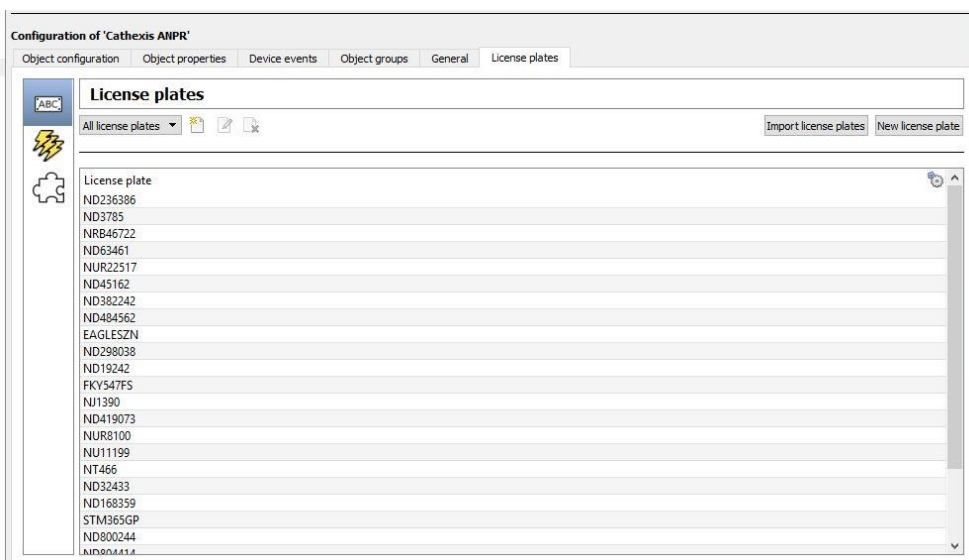 Configuration of 'Cathexis ANPR'
Object configuration Object properties Device events Object groups General License plates
ABC License plates
All license plates Import license plates New license plate
License plate
ND236386
ND3785
NRB46722
ND63461
NUR22517
ND45162
ND382242
ND484562
EAGLESZN
ND298038
ND19242
FKY547FS
NJ1390
ND419073
NUR8100
NU11199
NT466
ND32433
ND168359
STM365GP
ND800244
ND804414